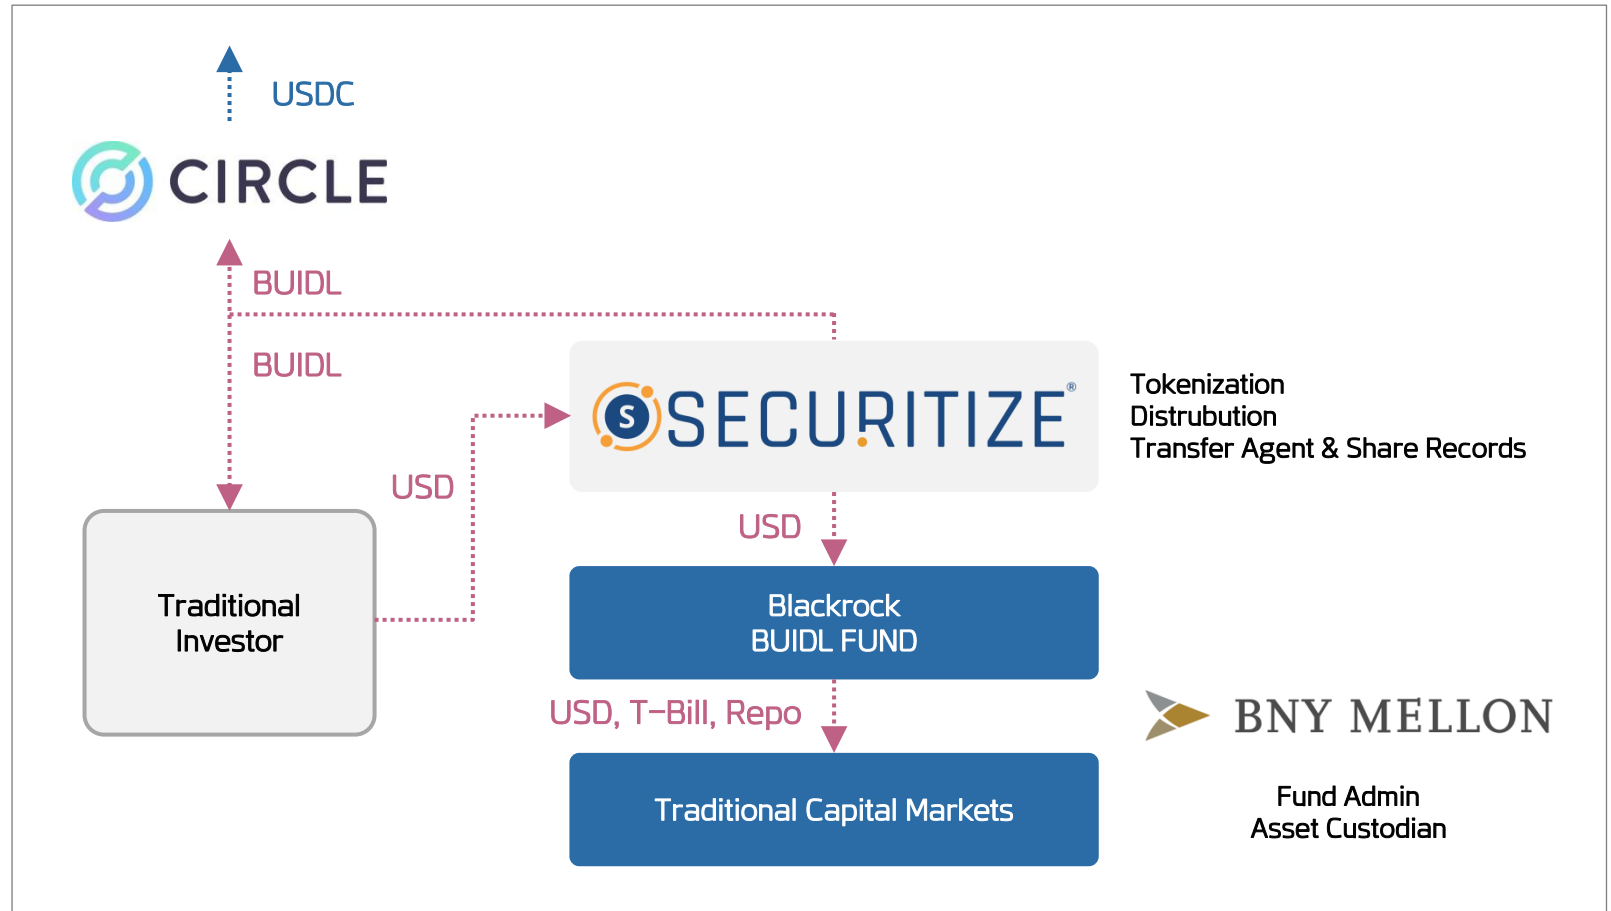 USDC
CIRCLE
BUIDL
BUIDL
S SECURITIZE®
Tokenization
Distrubution
Transfer Agent & Share Records
USD
USD
Traditional
Investor
Blackrock
BUIDL FUND
USD, T-Bill, Repo
BNY MELLON
Traditional Capital Markets
Fund Admin
Asset Custodian